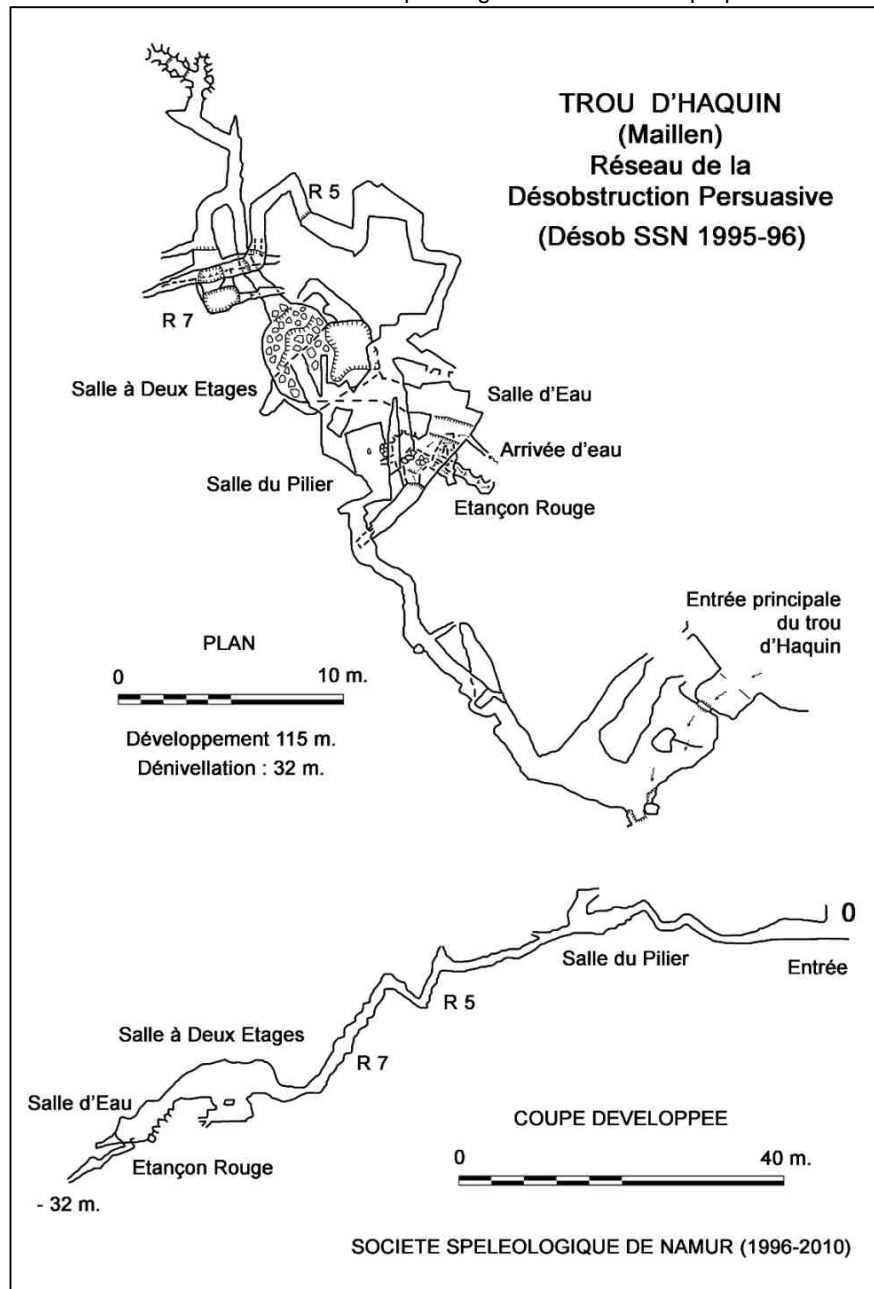 TROU D'HAQUIN
(Maillen)
Réseau de la
Désobstruction Persuasive
(Désob SSN 1995-96)
R 5
R 7
Salle à Deux Etages
Salle d'Eau
Arrivée d'eau
Salle du Pilier
Etançon Rouge
Entrée principale
du trou
d'Haquin
PLAN
0 10 m.
Développement 115 m.
Dénivellation : 32 m.
0
Salle du Pilier
Entrée
R 5
Salle à Deux Etages
R 7
Salle d'Eau
COUPE DEVELOPPEE
Etançon Rouge
0 40 m.
- 32 m.
SOCIETE SPELEOLOGIQUE DE NAMUR (1996-2010)